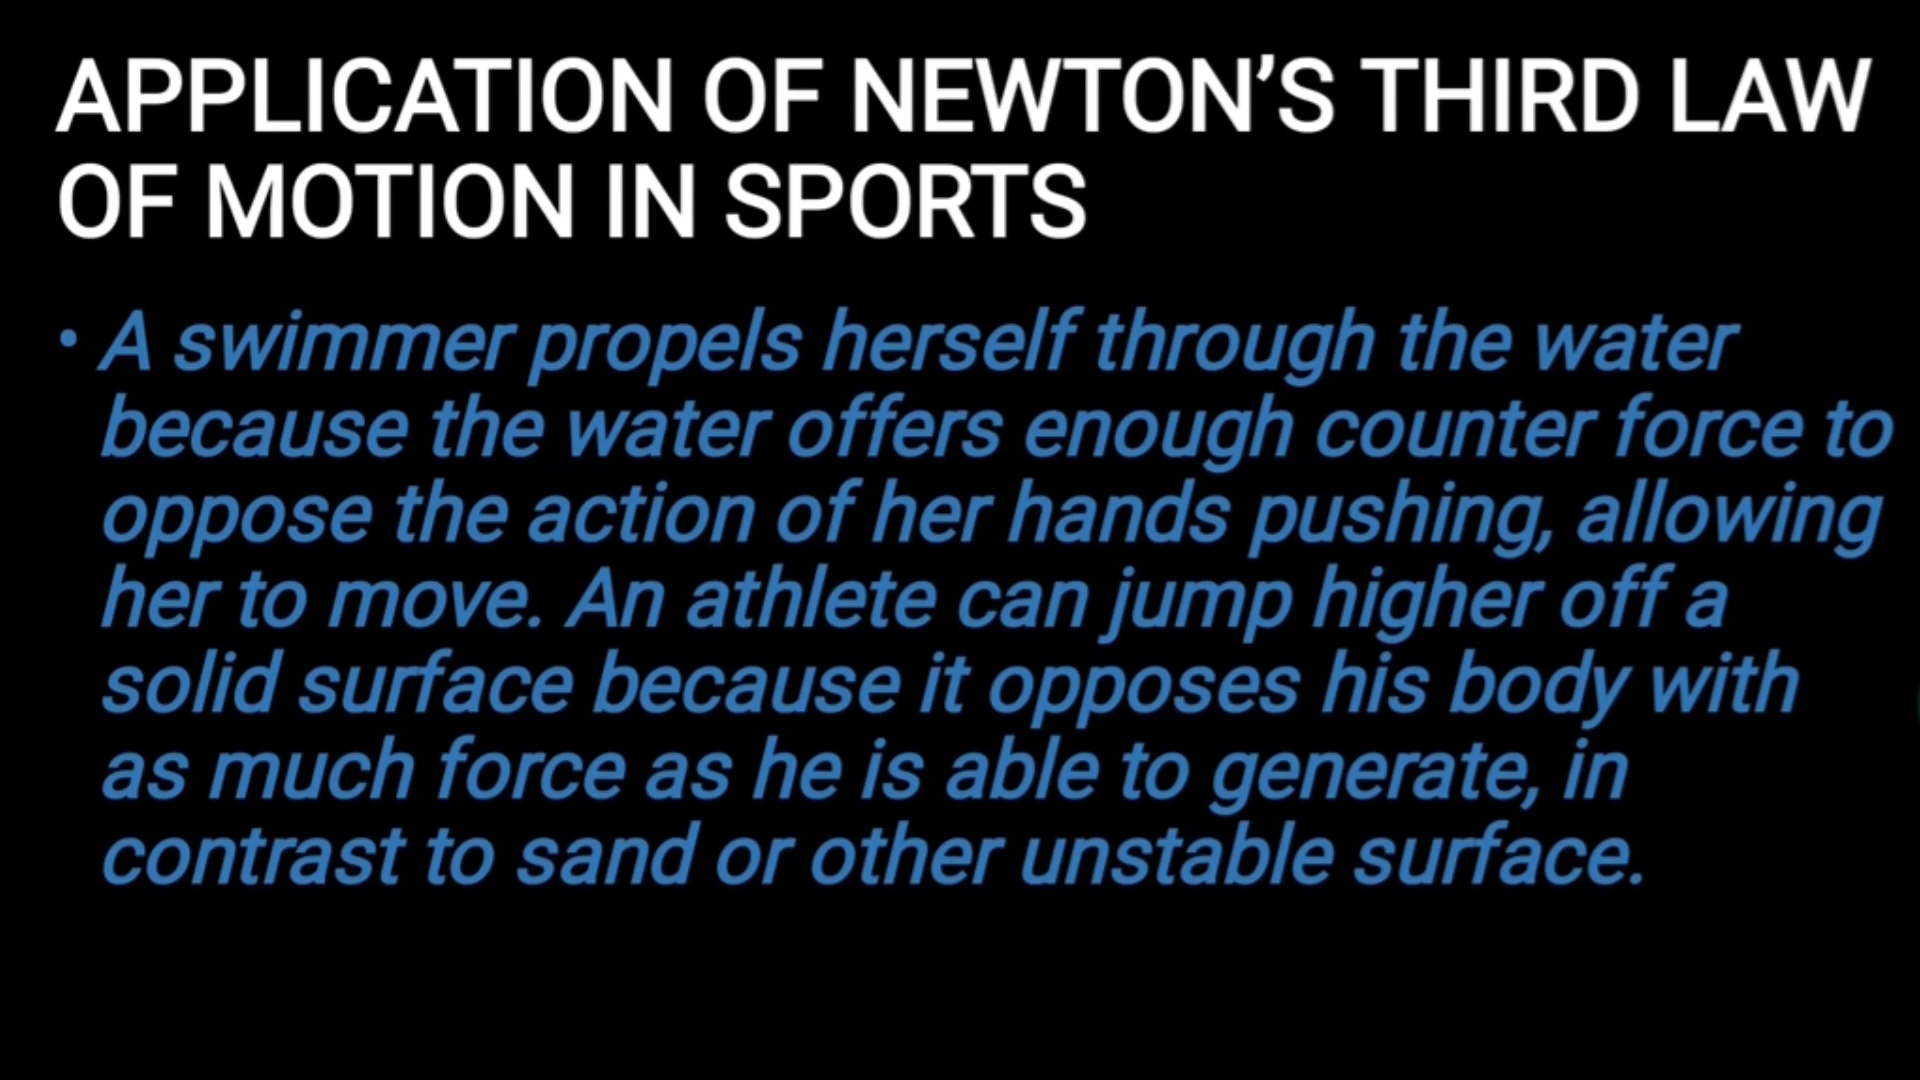 APPLICATION OF NEWTON’S THIRD LAW
OF MOTION IN SPORTS
• A swimmer propels herself through the water
because the water offers enough counter force to
oppose the action of her hands pushing, allowing
her to move. An athlete can jump higher off a
solid surface because it opposes his body with
as much force as he is able to generate, in
contrast to sand or other unstable surface.